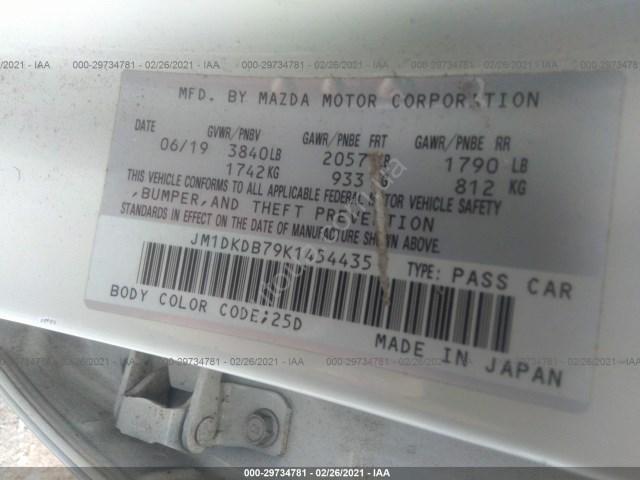 000-29734781 - 02/26/2021 - IAA
MFD. BY MAZDA MOTOR CORPORATION
DATE GVWR/PNBV GAWR/PNBE FRT GAWR/PNBE RR
06/19 3840LB 2057LB 1790 LB
1742KG 933 KG 812 KG
THIS VEHICLE CONFORMS TO ALL APPLICABLE FEDERAL MOTOR VEHICLE SAFETY
,BUMPER,AND THEFT PREVENTION
STANDARDS IN EFFECT ON THE DATE OF MANUFACTURE SHOWN ABOVE.
JM1DKDB79K1454435 TYPE: PASS CAR
BODY COLOR CODE;25D
MADE IN JAPAN
000-29734781 - 02/26/2021 - IAA